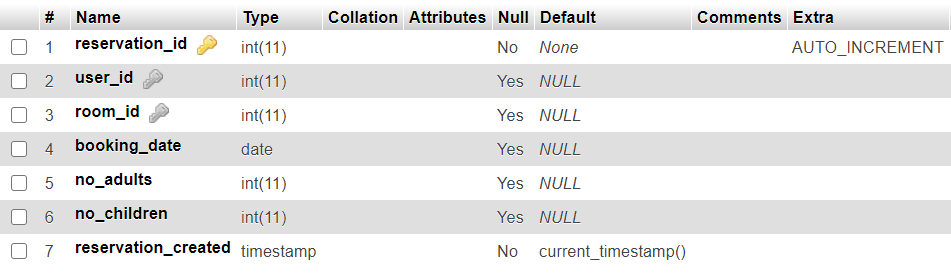 # Name Type Collation Attributes Null Default Comments Extra
1 reservation_id int(11) No None AUTO_INCREMENT
2 user_id int(11) Yes NULL
3 room_id int(11) Yes NULL
4 booking_date date Yes NULL
5 no_adults int(11) Yes NULL
6 no_children int(11) Yes NULL
7 reservation_created timestamp No current_timestamp()